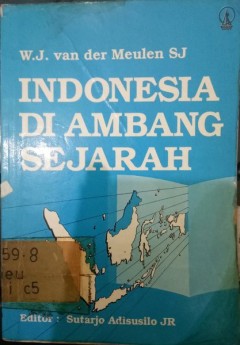 W.J. van der Meulen SJ
INDONESIA
DI AMBANG
SEJARAH
59.8
eu
i c5
Editor : Sutarjo Adisusilo JR